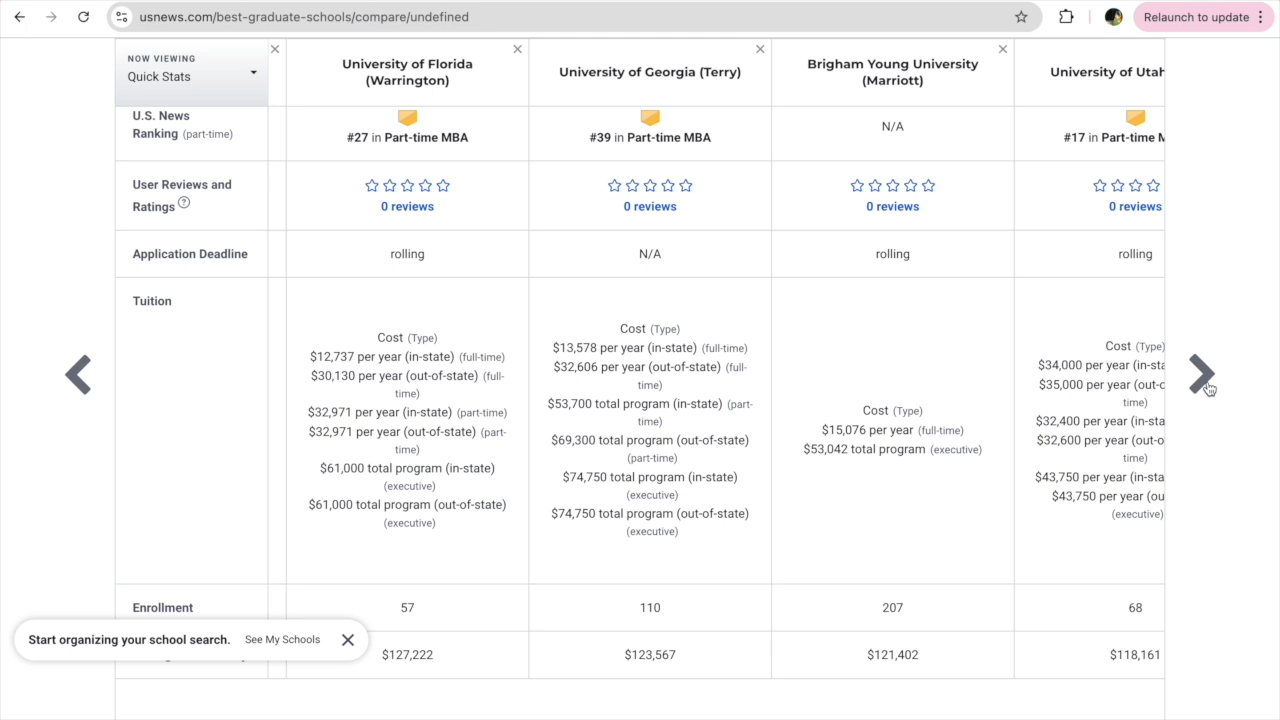 usnews.com/best-graduate-schools/compare/undefined
Relaunch to update
NOW VIEWING
Quick Stats
University of Florida
(Warrington)
University of Georgia (Terry)
Brigham Young University
(Marriott)
University of Utah
U.S. News
Ranking (part-time)
#27 in Part-time MBA
#39 in Part-time MBA
N/A
#17 in Part-time M
User Reviews and
Ratings ?
0 reviews
0 reviews
0 reviews
0 reviews
Application Deadline
rolling
N/A
rolling
rolling
Tuition
Cost (Type)
$12,737 per year (in-state) (full-time)
$30,130 per year (out-of-state) (full-
time)
$32,971 per year (in-state) (part-time)
$32,971 per year (out-of-state) (part-
time)
$61,000 total program (in-state)
(executive)
$61,000 total program (out-of-state)
(executive)
Cost (Type)
$13,578 per year (in-state) (full-time)
$32,606 per year (out-of-state) (full-
time)
$53,700 total program (in-state) (part-
time)
$69,300 total program (out-of-state)
(part-time)
$74,750 total program (in-state)
(executive)
$74,750 total program (out-of-state)
(executive)
Cost (Type)
$15,076 per year (full-time)
$53,042 total program (executive)
Cost (Type)
$34,000 per year (in-sta
$35,000 per year (out-o
time)
$32,400 per year (in-sta
$32,600 per year (out-o
time)
$43,750 per year (in-sta
$43,750 per year (ou
(executive)
Enrollment
57
110
207
68
Start organizing your school search. See My Schools
$127,222
$123,567
$121,402
$118,161